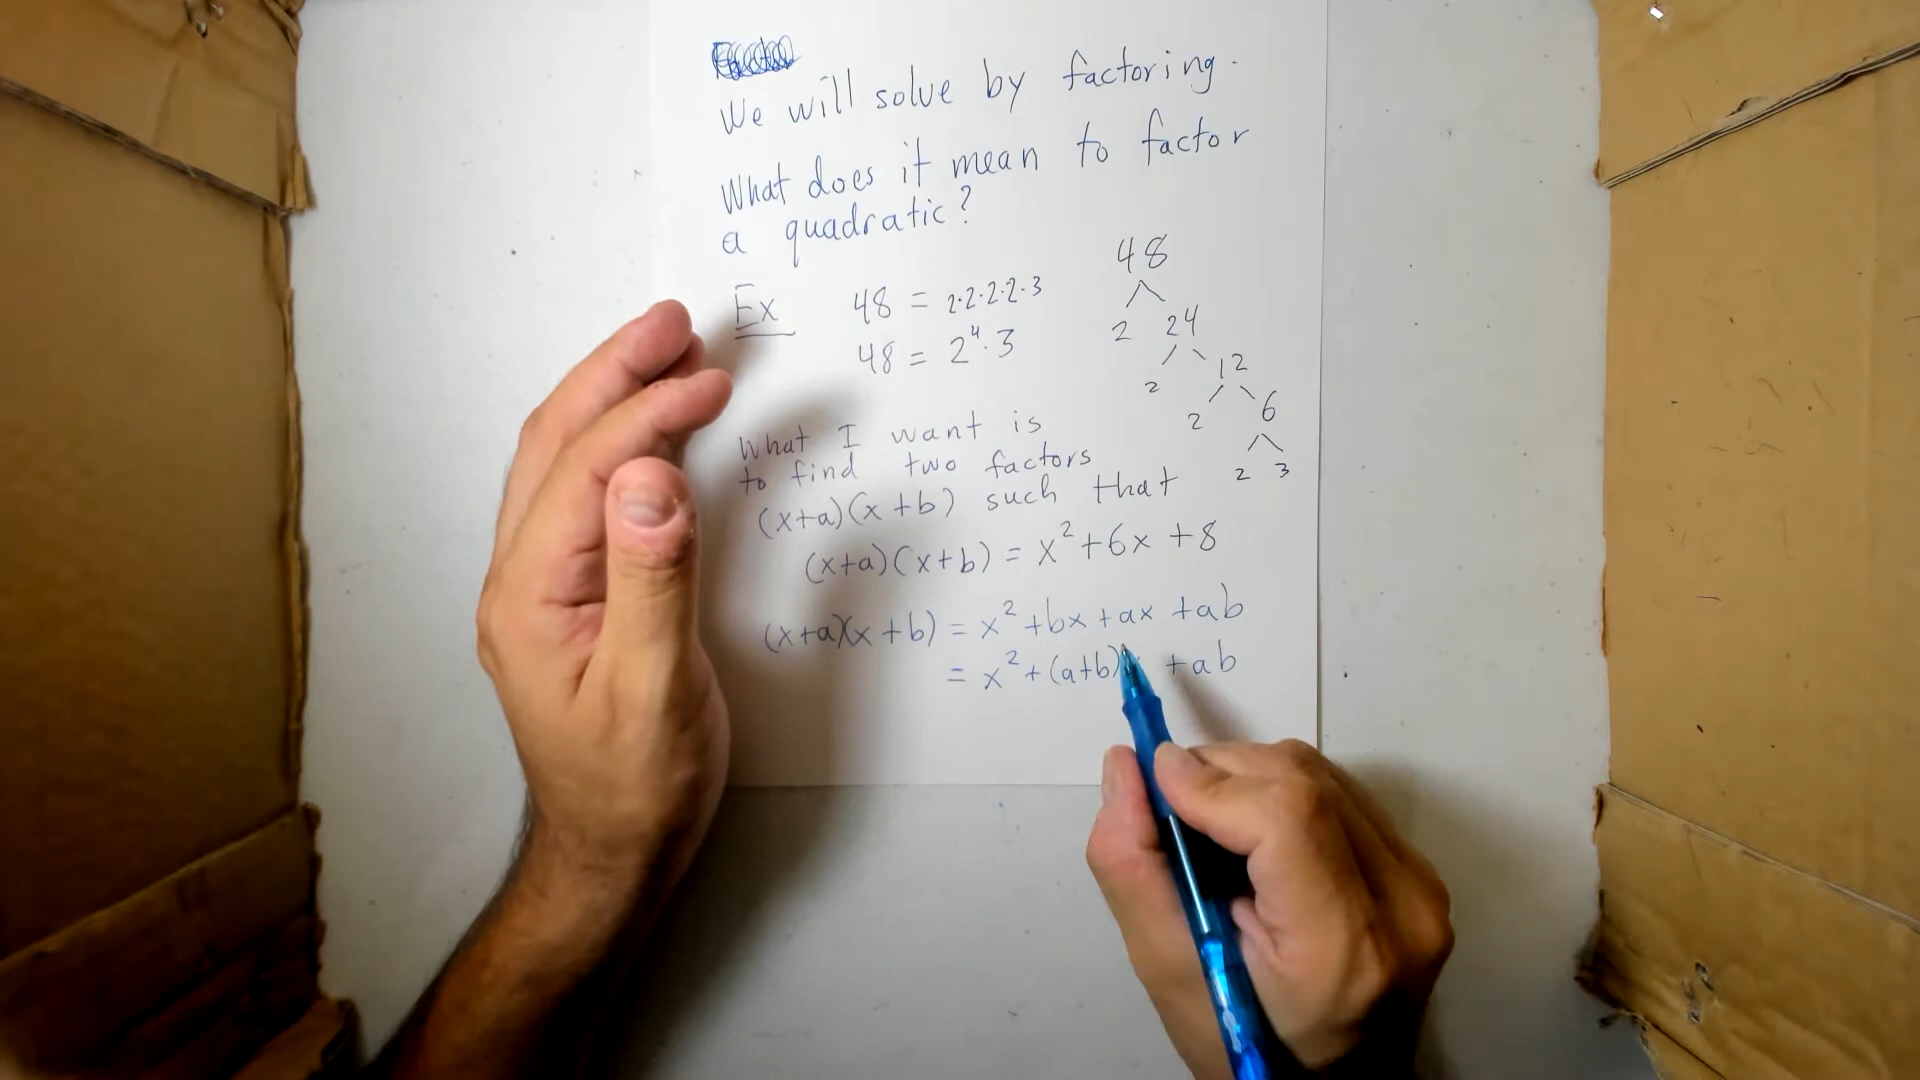 We will solve by factoring.
What does it mean to factor
a quadratic?
Ex
48 = 2·2·2·2·3
48 = 2⁴·3
48
2 24
2 12
2 6
2 3
What I want is
to find two factors
(x+a)(x+b) such that
(x+a)(x+b) = x²+6x+8
(x+a)(x+b) = x²+bx+ax+ab
= x²+(a+b) +ab